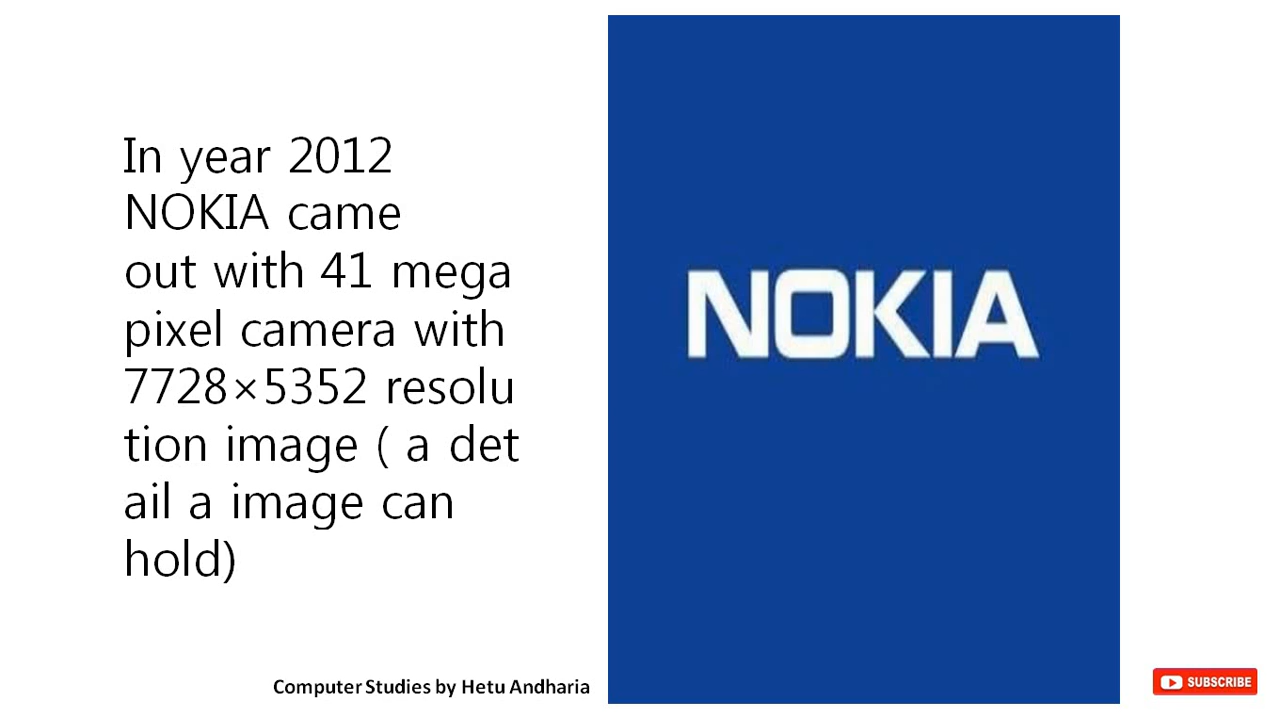 In year 2012
NOKIA came
out with 41 mega
pixel camera with
7728×5352 resolu
tion image ( a det
ail a image can
hold)
NOKIA
Computer Studies by Hetu Andharia
SUBSCRIBE